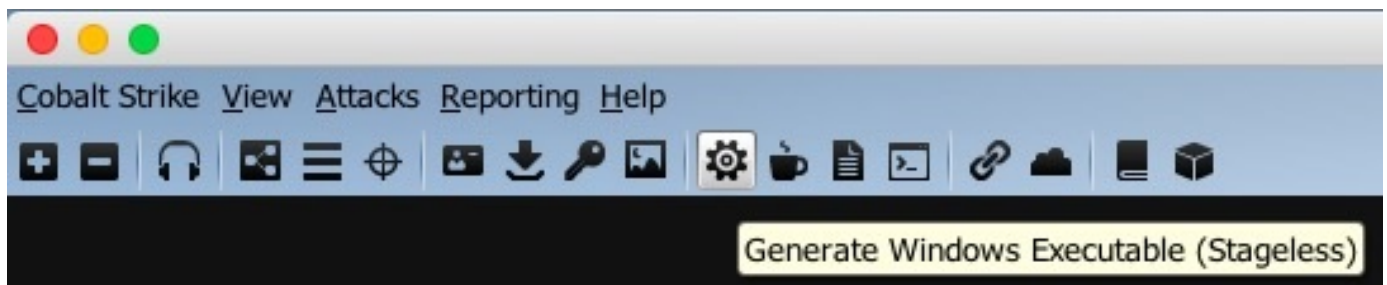 Cobalt Strike View Attacks Reporting Help
Generate Windows Executable (Stageless)